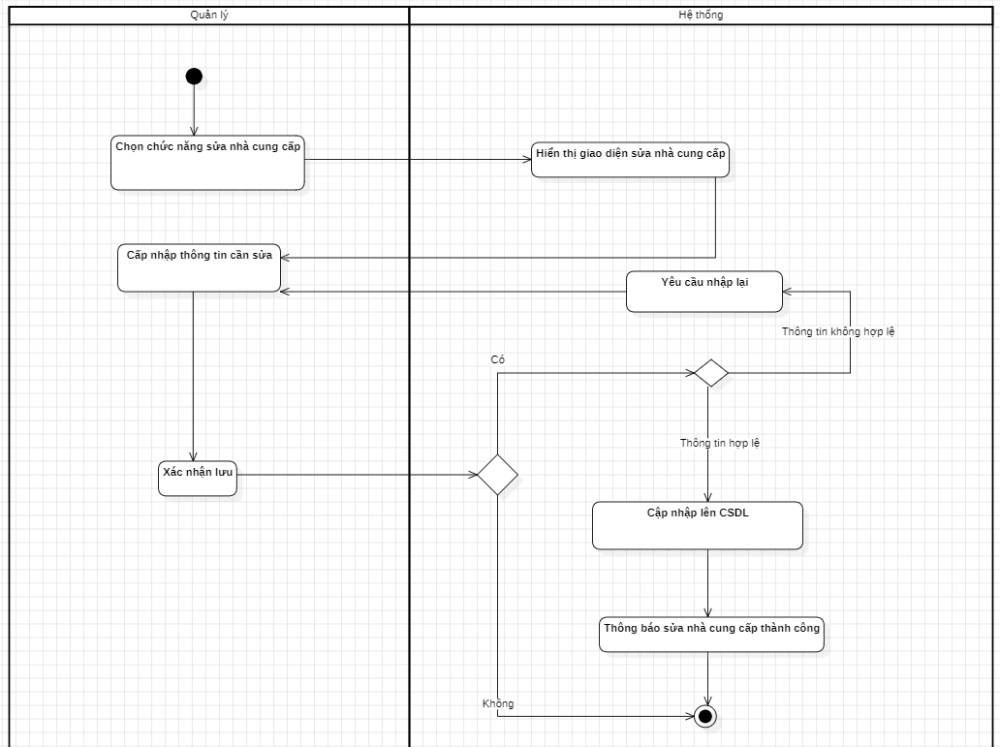 Quản lý
Hệ thống
Chọn chức năng sửa nhà cung cấp
Hiển thị giao diện sửa nhà cung cấp
Cấp nhập thông tin cần sửa
Yêu cầu nhập lại
Thông tin không hợp lệ
Có
Thông tin hợp lệ
Xác nhận lưu
Cập nhập lên CSDL
Thông báo sửa nhà cung cấp thành công
Không